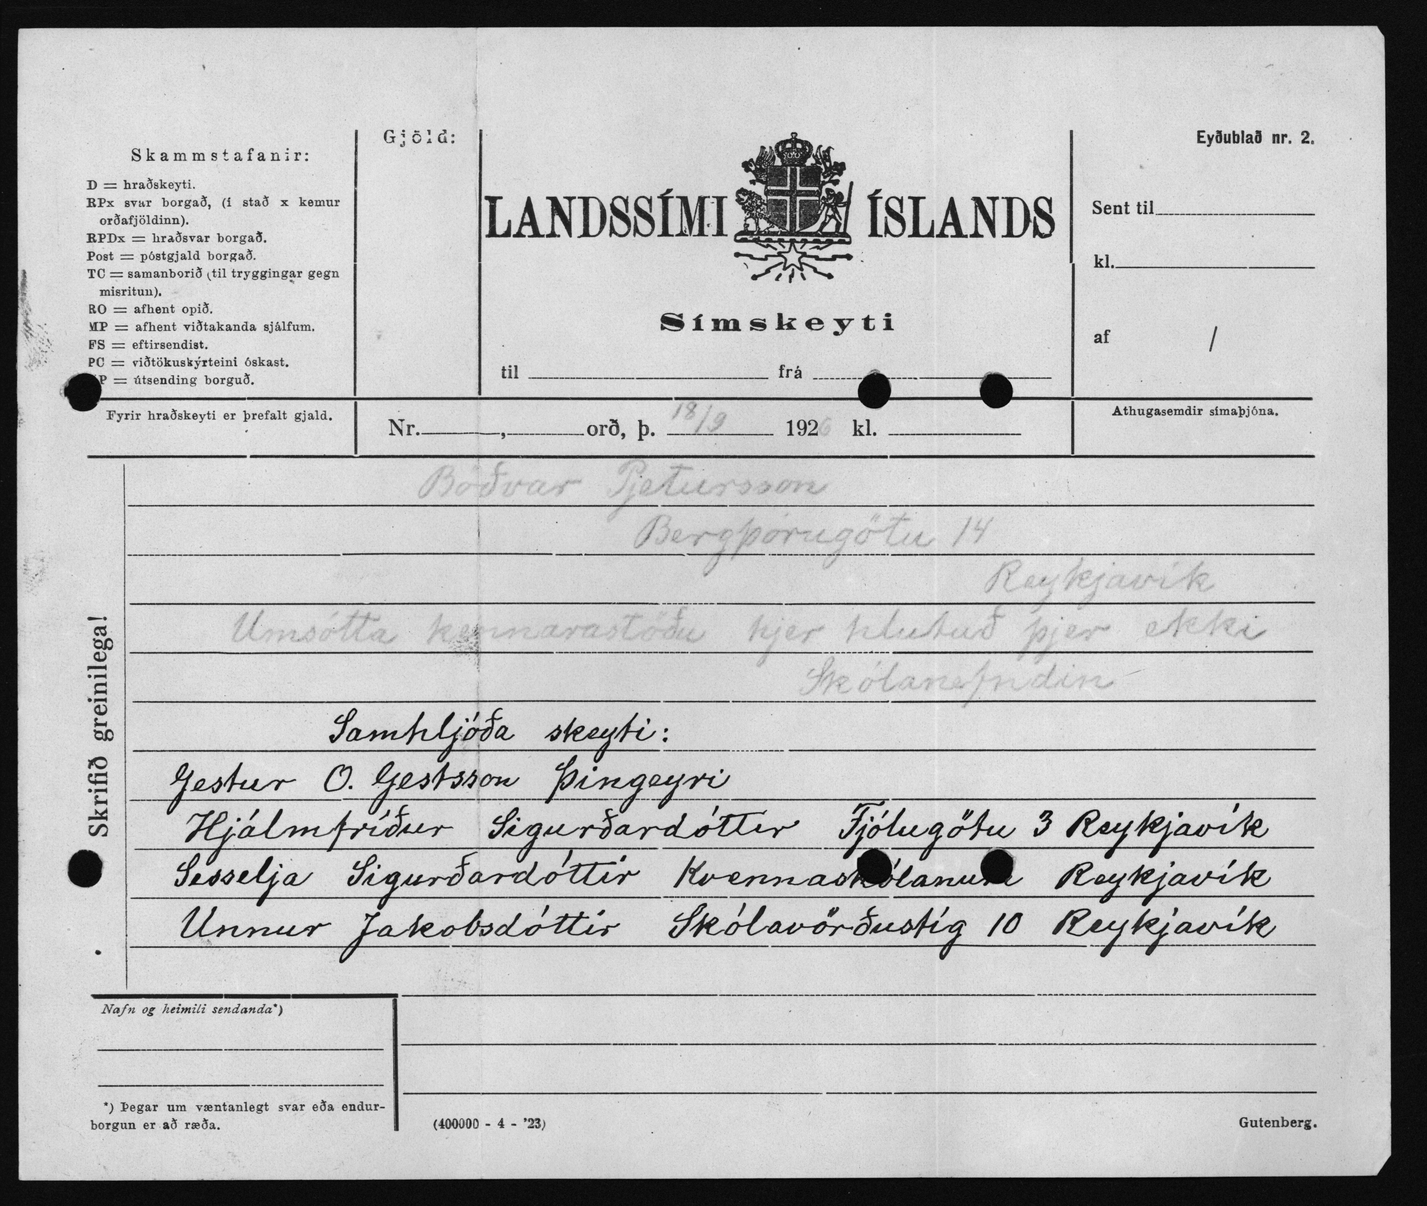 Skammstafanir:
D = hraðskeyti.
RPx svar borgað, (í stað x kemur
orðafjöldinn).
RPDx = hraðsvar borgað.
Post = póstgjald borgað.
TC = samanborið (til tryggingar gegn
misritun).
RO = afhent opið.
MP = afhent viðtakanda sjálfum.
FS = eftirsendist.
PC = viðtökuskýrteini óskast.
P = útsending borguð.
Fyrir hraðskeyti er þrefalt gjald.
Gjöld:
LANDSSÍMI ÍSLANDS
Símskeyti
til frá
Nr. , orð, þ. 18/9 1926 kl.
Eyðublað nr. 2.
Sent til
kl.
af /
Athugasemdir símaþjóna.
Skrifið greinilega!
Böðvar Pjetursson
Bergþórugötu 14
Reykjavík
Umsótta kennarastöðu hjer hlutuð þjer ekki
Skólanefndin
Samhljóða skeyti:
Gestur O. Gestsson Þingeyri
Hjálmfríður Sigurðardóttir Fjólugötu 3 Reykjavík
Sesselja Sigurðardóttir Kvennaskólanum Reykjavík
Unnur Jakobsdóttir Skólavörðustíg 10 Reykjavík
Nafn og heimili sendanda*)
*) Þegar um væntanlegt svar eða endur-
borgun er að ræða.
(400000 - 4 - '23)
Gutenberg.